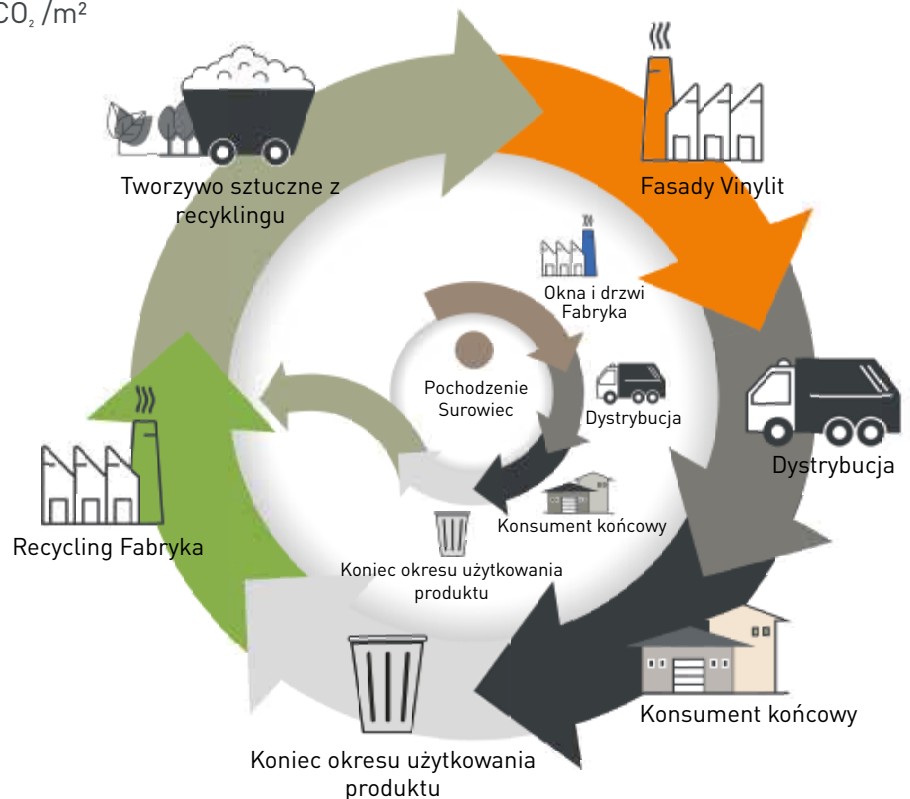 CO₂ /m²
Tworzywo sztuczne z
recyklingu
Fasady Vinylit
Okna i drzwi
Fabryka
Pochodzenie
Surowiec
Dystrybucja
Dystrybucja
Konsument końcowy
Recycling Fabryka
Koniec okresu użytkowania
produktu
Konsument końcowy
Koniec okresu użytkowania
produktu